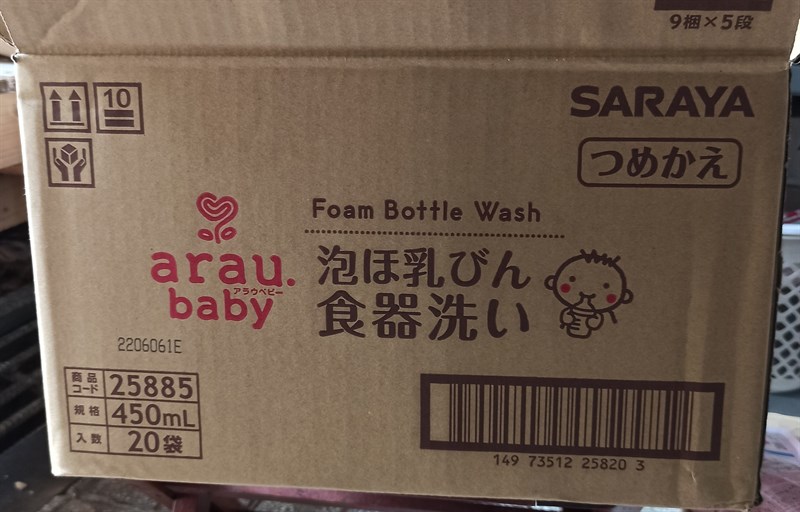 9梱×5段
10
SARAYA
つめかえ
Foam Bottle Wash
arau.
アラウベビー
baby
泡ほ乳びん
食器洗い
2206061E
商品コード 25885
規格 450mL
入数 20袋
149 73512 25820 3